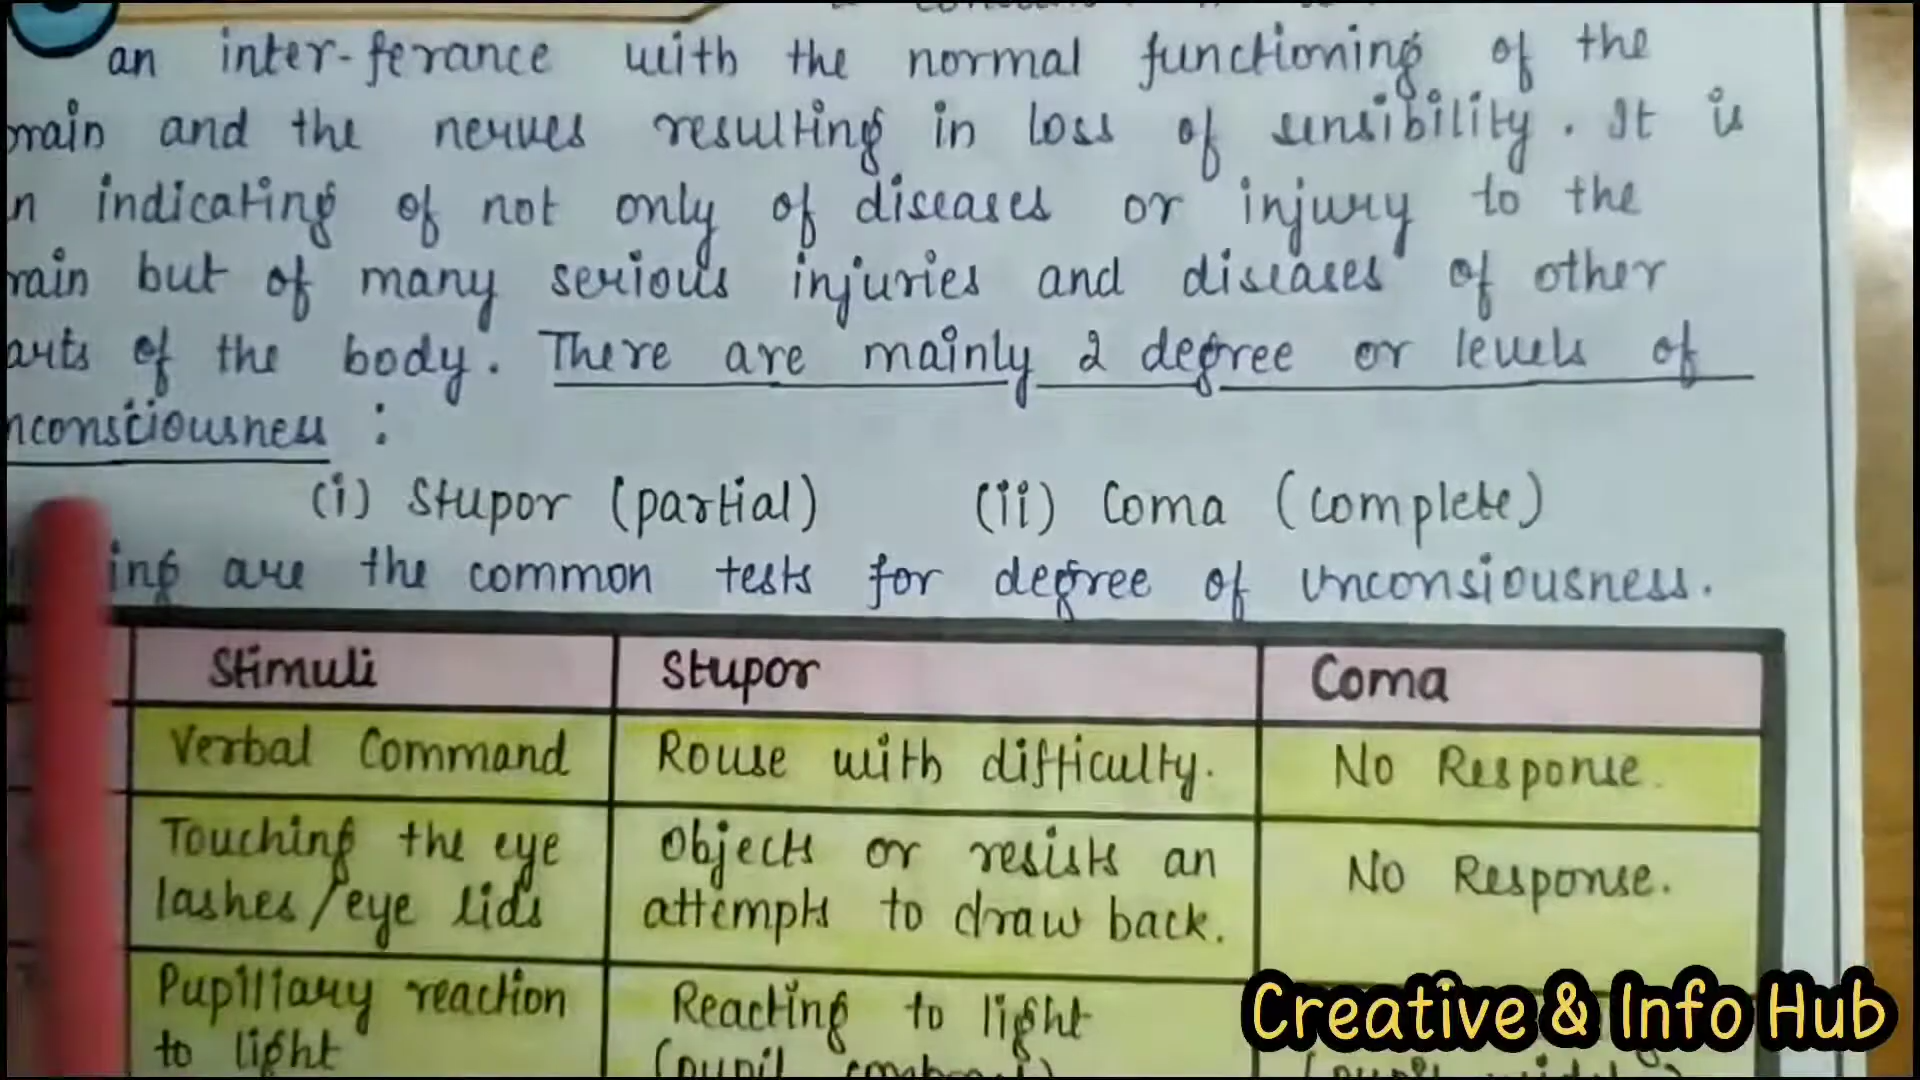 an inter-ferance with the normal functioning of the
rain and the nerves resulting in loss of sensibility. It is
n indicating of not only of diseases or injury to the
rain but of many serious injuries and diseases of other
arts of the body. There are mainly 2 degree or levels of
nconsciousness :
(i) Stupor (partial) (ii) Coma (complete)
ing are the common tests for degree of unconsiousness.
Stimuli Stupor Coma
Verbal Command Rouse with difficulty. No Response.
Touching the eye lashes/eye lids Objects or resists an attempts to draw back. No Response.
Pupilliary reaction to light Reacting to light
Creative & Info Hub